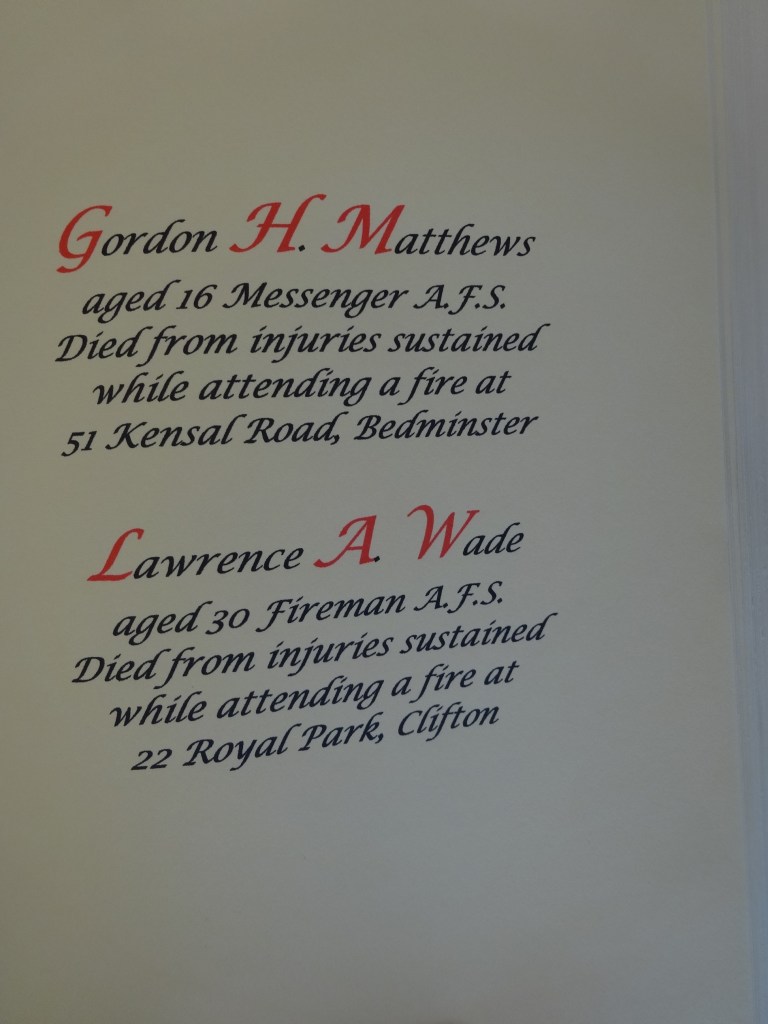 Gordon H. Matthews
aged 16 Messenger A.F.S.
Died from injuries sustained
while attending a fire at
51 Kensal Road, Bedminster
Lawrence A. Wade
aged 30 Fireman A.F.S.
Died from injuries sustained
while attending a fire at
22 Royal Park, Clifton